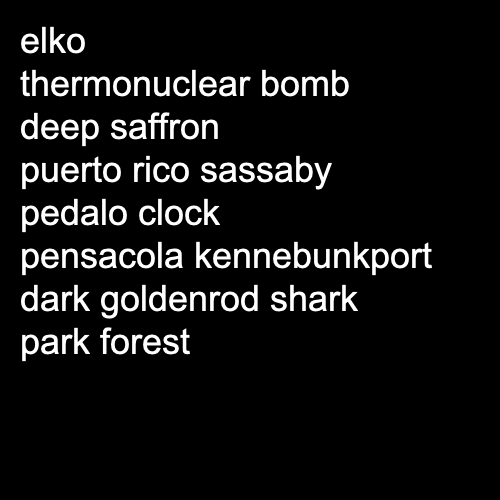 elko
thermonuclear bomb
deep saffron
puerto rico sassaby
pedalo clock
pensacola kennebunkport
dark goldenrod shark
park forest